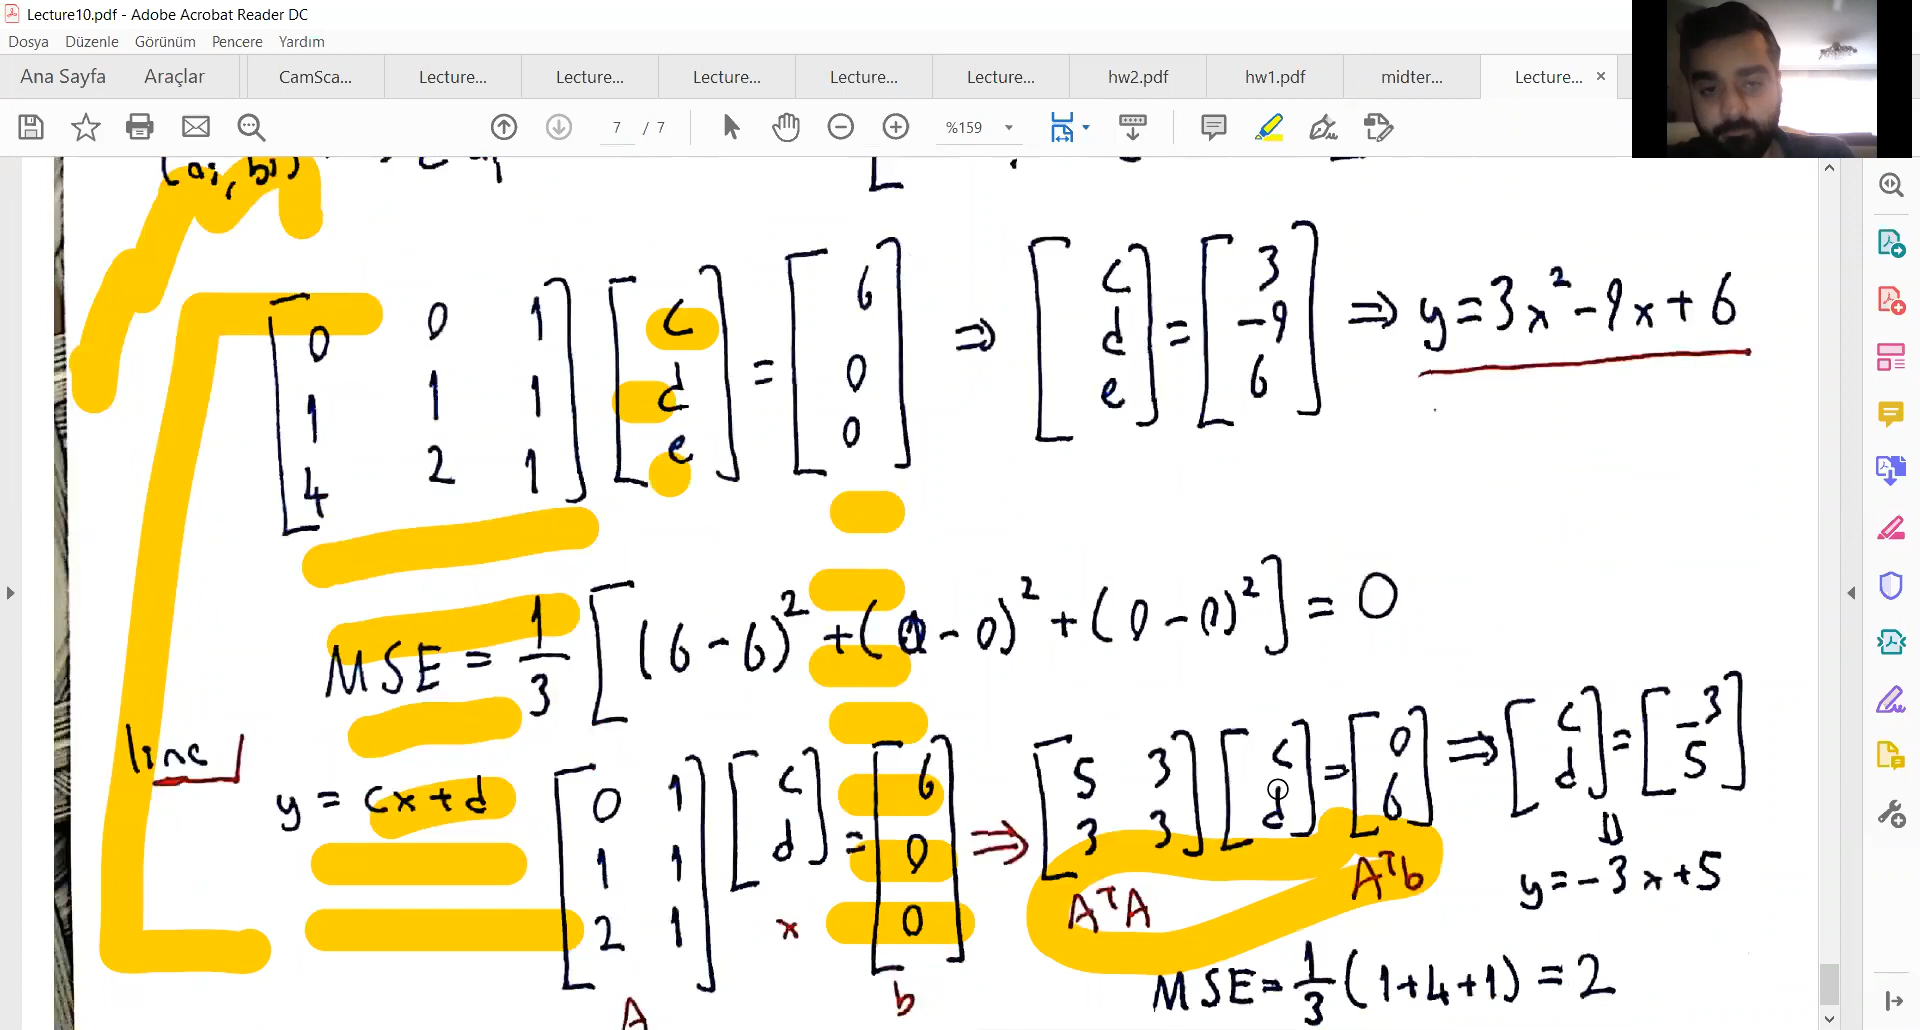 Lecture10.pdf - Adobe Acrobat Reader DC
Dosya Düzenle Görünüm Pencere Yardım
Ana Sayfa Araçlar CamSca... Lecture... Lecture... Lecture... Lecture... Lecture... hw2.pdf hw1.pdf midter... Lecture... ×
7 / 7 %159
(ai, bi)
[0 0 1; 1 1 1; 4 2 1] [c; d; e] = [6; 0; 0] ⇒ [c; d; e] = [3; -9; 6] ⇒ y = 3x² - 9x + 6
MSE = 1/3 [(6-6)² + (0-0)² + (0-0)²] = 0
line
y = cx + d [0 1; 1 1; 2 1] [c; d] = [6; 0; 0] ⇒ [5 3; 3 3] [c; d] = [0; 6] ⇒ [c; d] = [-3; 5]
A x b AᵀA Aᵀb
⇓
y = -3x + 5
MSE = 1/3 (1+4+1) = 2